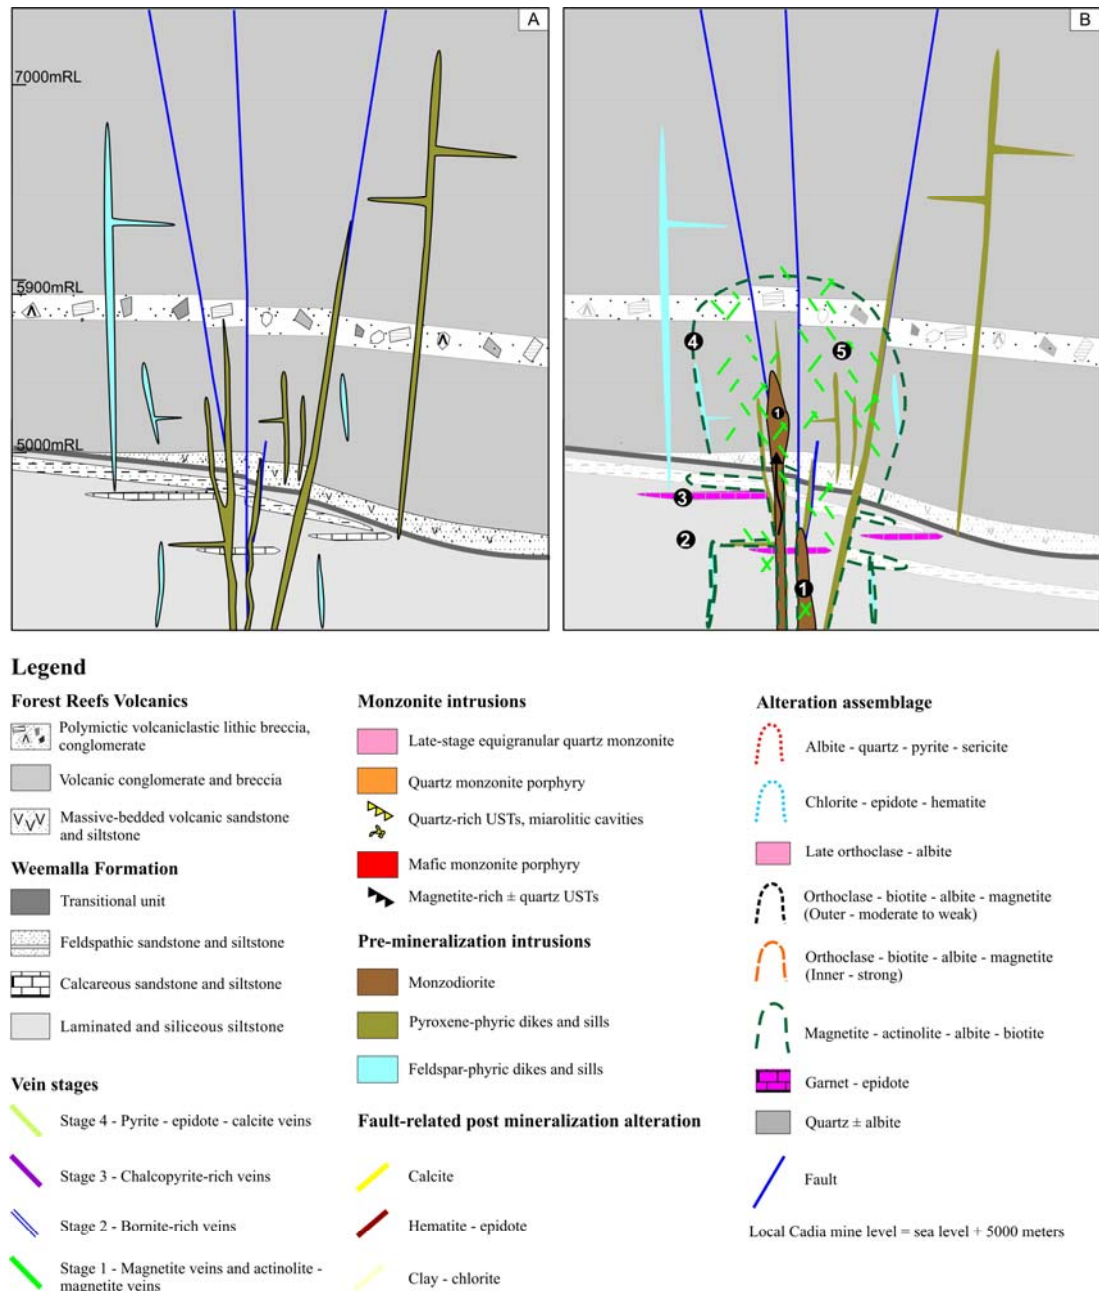 A
B
7000mRL
5900mRL
5000mRL
4
5
1
3
2
1
Legend
Forest Reefs Volcanics
Polymictic volcaniclastic lithic breccia,
conglomerate
Volcanic conglomerate and breccia
Massive-bedded volcanic sandstone
and siltstone
Weemalla Formation
Transitional unit
Feldspathic sandstone and siltstone
Calcareous sandstone and siltstone
Laminated and siliceous siltstone
Vein stages
Stage 4 - Pyrite - epidote - calcite veins
Stage 3 - Chalcopyrite-rich veins
Stage 2 - Bornite-rich veins
Stage 1 - Magnetite veins and actinolite -
magnetite veins
Monzonite intrusions
Late-stage equigranular quartz monzonite
Quartz monzonite porphyry
Quartz-rich USTs, miarolitic cavities
Mafic monzonite porphyry
Magnetite-rich ± quartz USTs
Pre-mineralization intrusions
Monzodiorite
Pyroxene-phyric dikes and sills
Feldspar-phyric dikes and sills
Fault-related post mineralization alteration
Calcite
Hematite - epidote
Clay - chlorite
Alteration assemblage
Albite - quartz - pyrite - sericite
Chlorite - epidote - hematite
Late orthoclase - albite
Orthoclase - biotite - albite - magnetite
(Outer - moderate to weak)
Orthoclase - biotite - albite - magnetite
(Inner - strong)
Magnetite - actinolite - albite - biotite
Garnet - epidote
Quartz ± albite
Fault
Local Cadia mine level = sea level + 5000 meters